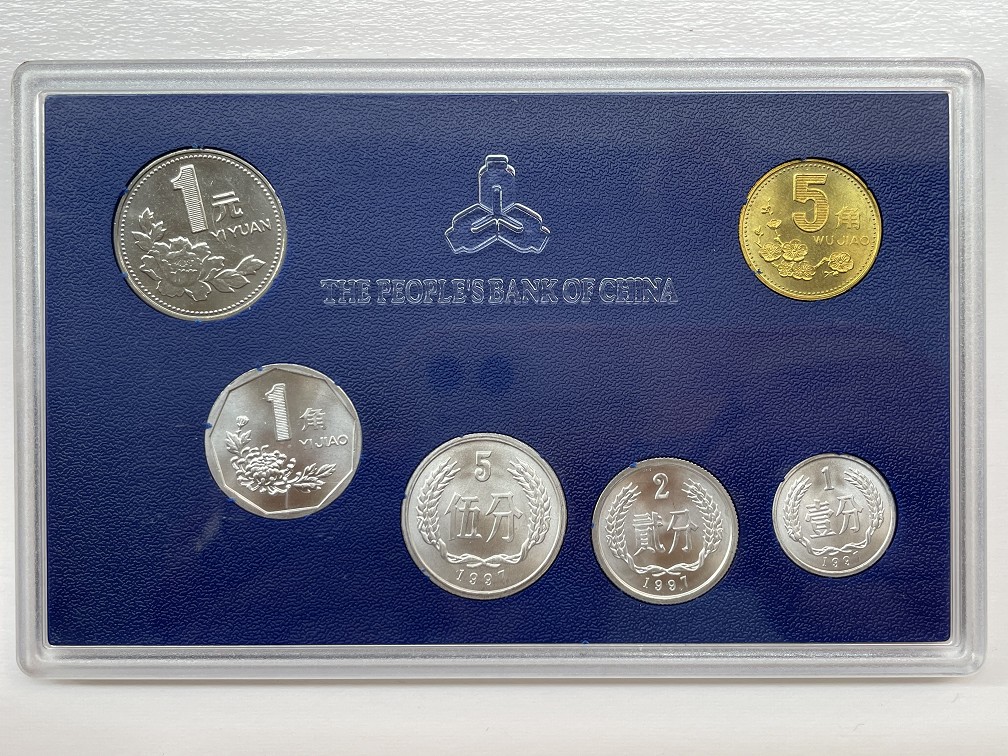 1元
YI YUAN
5角
WU JIAO
THE PEOPLE'S BANK OF CHINA
1角
YI JIAO
5
伍分
1997
2
貳分
1997
1
壹分
1997